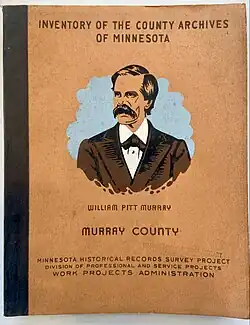 INVENTORY OF THE COUNTY ARCHIVES
OF MINNESOTA
WILLIAM PITT MURRAY
MURRAY COUNTY
MINNESOTA HISTORICAL RECORDS SURVEY PROJECT
DIVISION OF PROFESSIONAL AND SERVICE PROJECTS
WORK PROJECTS ADMINISTRATION